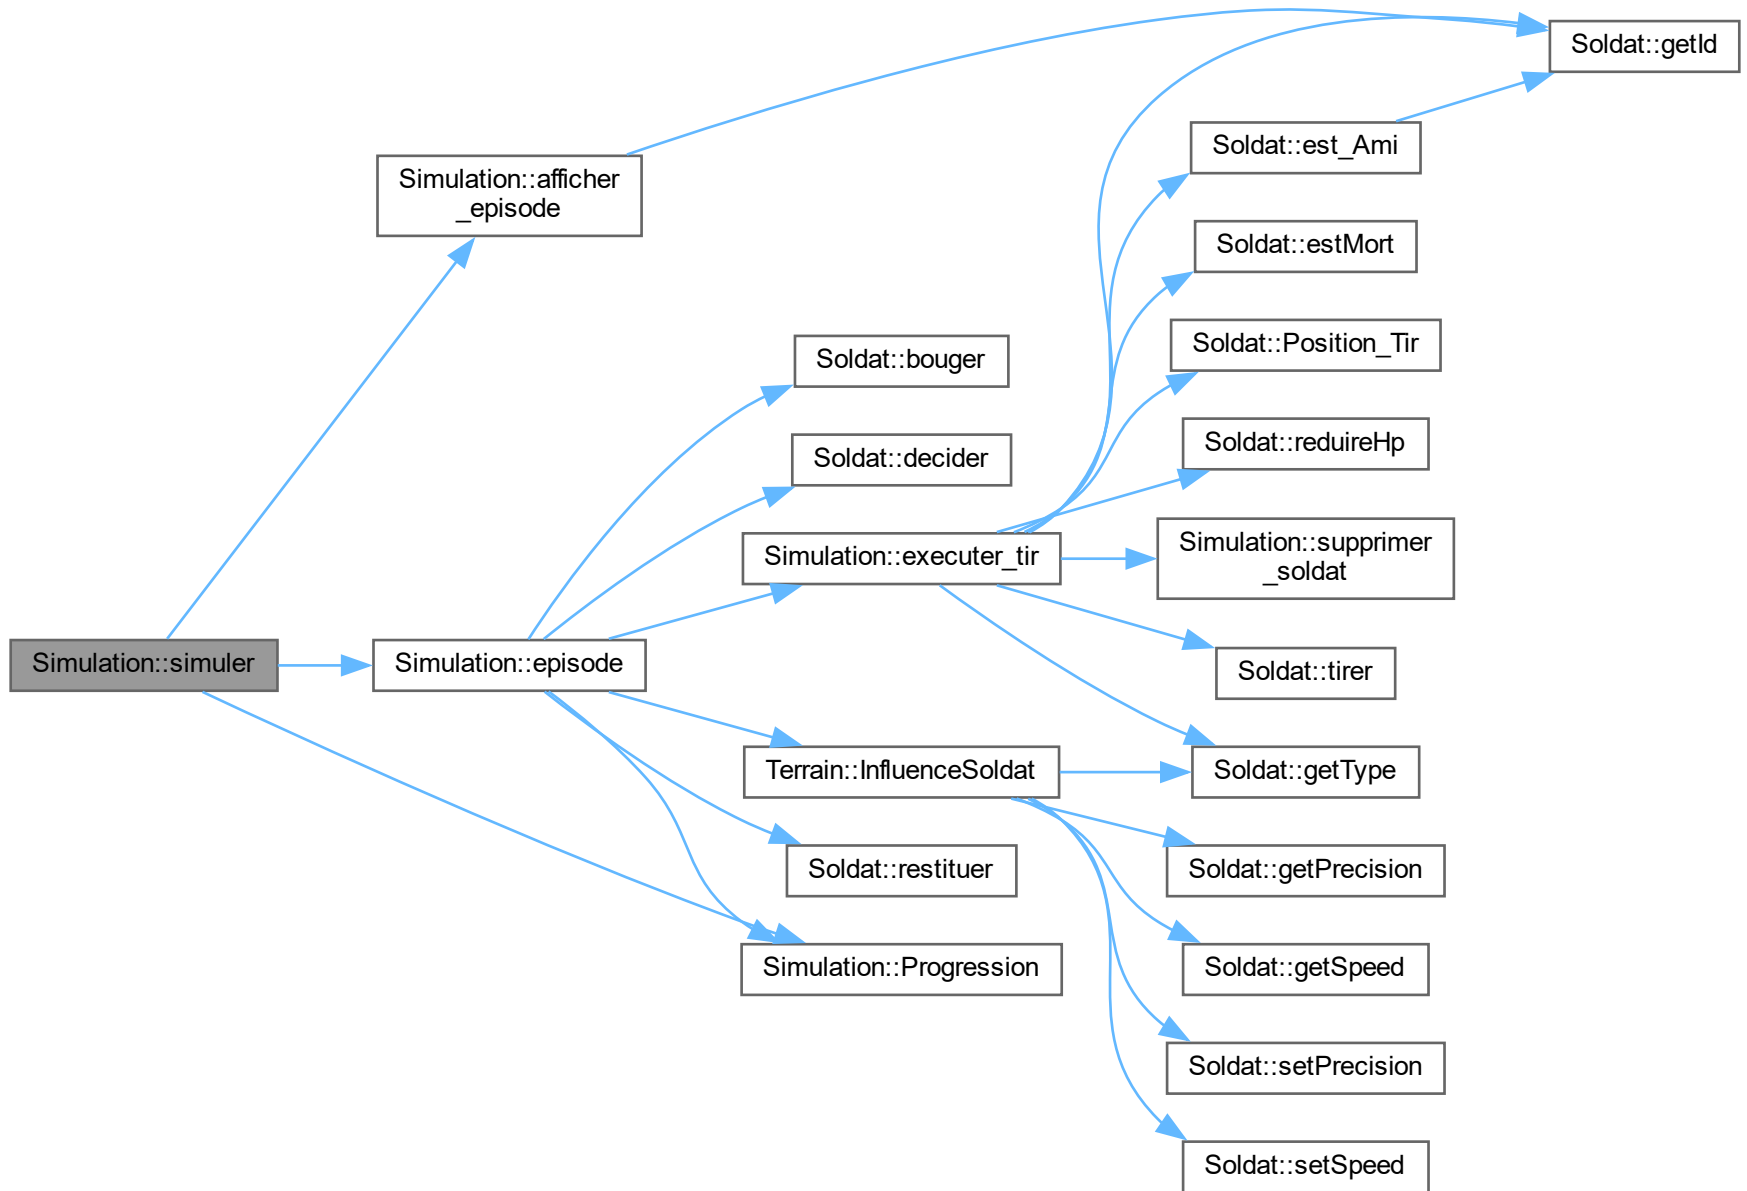 Soldat::getId
Soldat::est_Ami
Simulation::afficher
_episode
Soldat::estMort
Soldat::bouger
Soldat::Position_Tir
Soldat::decider
Soldat::reduireHp
Simulation::executer_tir
Simulation::supprimer
_soldat
Simulation::simuler
Simulation::episode
Soldat::tirer
Terrain::InfluenceSoldat
Soldat::getType
Soldat::restituer
Soldat::getPrecision
Simulation::Progression
Soldat::getSpeed
Soldat::setPrecision
Soldat::setSpeed